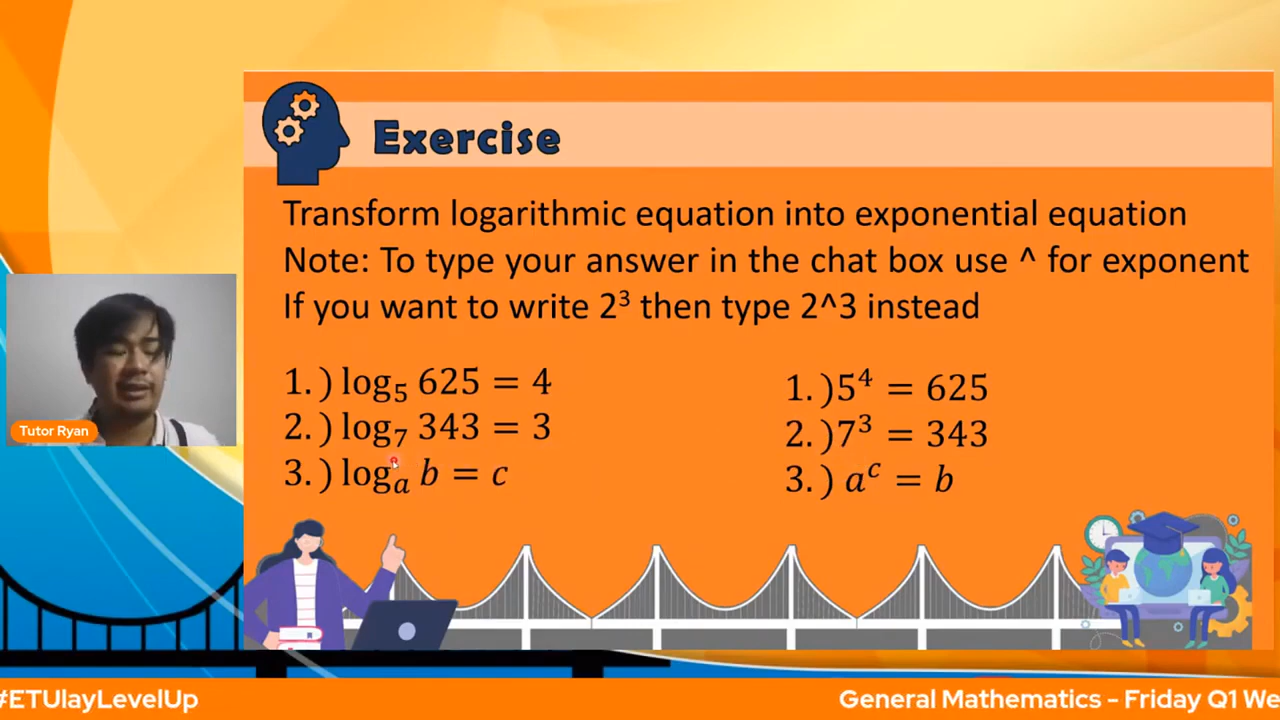 Exercise
Transform logarithmic equation into exponential equation
Note: To type your answer in the chat box use ^ for exponent
If you want to write 2³ then type 2^3 instead
1.) log₅ 625 = 4
2.) log₇ 343 = 3
3.) logₐ b = c
1.) 5⁴ = 625
2.) 7³ = 343
3.) aᶜ = b
Tutor Ryan
#ETUlayLevelUp
General Mathematics - Friday Q1 We